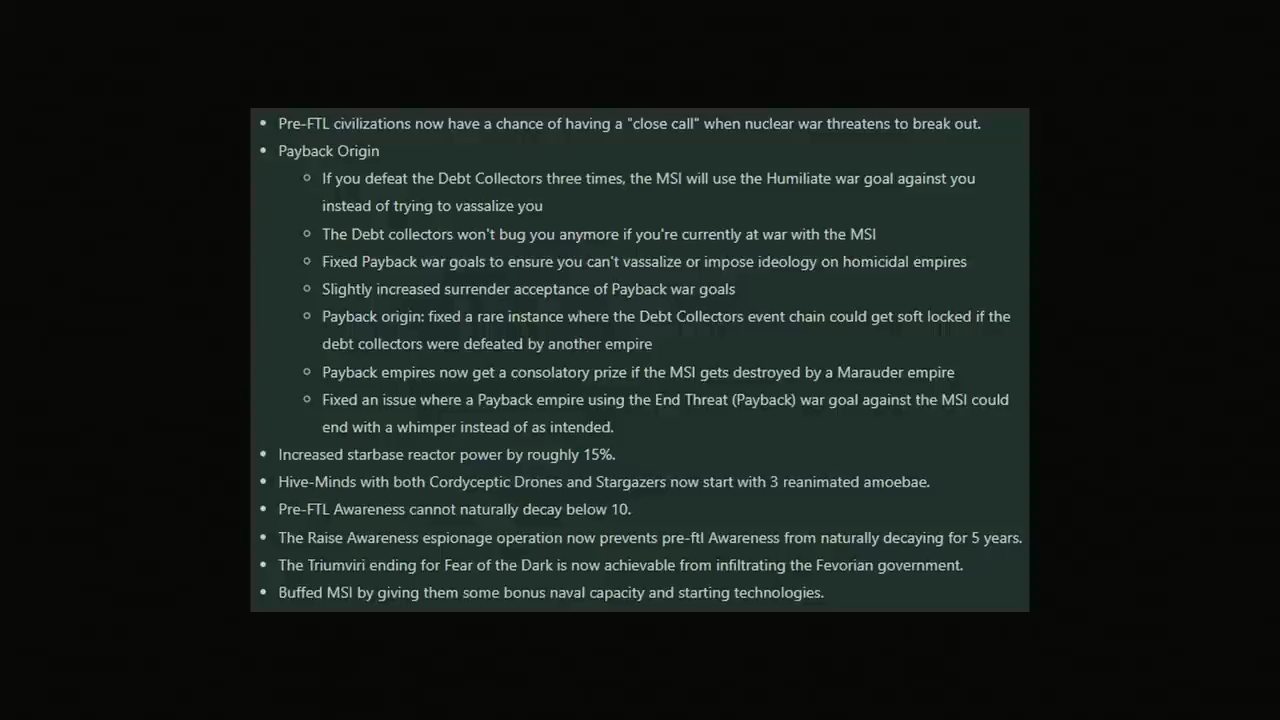 • Pre-FTL civilizations now have a chance of having a "close call" when nuclear war threatens to break out.
• Payback Origin
◦ If you defeat the Debt Collectors three times, the MSI will use the Humiliate war goal against you
instead of trying to vassalize you
◦ The Debt collectors won't bug you anymore if you're currently at war with the MSI
◦ Fixed Payback war goals to ensure you can't vassalize or impose ideology on homicidal empires
◦ Slightly increased surrender acceptance of Payback war goals
◦ Payback origin: fixed a rare instance where the Debt Collectors event chain could get soft locked if the
debt collectors were defeated by another empire
◦ Payback empires now get a consolatory prize if the MSI gets destroyed by a Marauder empire
◦ Fixed an issue where a Payback empire using the End Threat (Payback) war goal against the MSI could
end with a whimper instead of as intended.
• Increased starbase reactor power by roughly 15%.
• Hive-Minds with both Cordyceptic Drones and Stargazers now start with 3 reanimated amoebae.
• Pre-FTL Awareness cannot naturally decay below 10.
• The Raise Awareness espionage operation now prevents pre-ftl Awareness from naturally decaying for 5 years.
• The Triumviri ending for Fear of the Dark is now achievable from infiltrating the Fevorian government.
• Buffed MSI by giving them some bonus naval capacity and starting technologies.